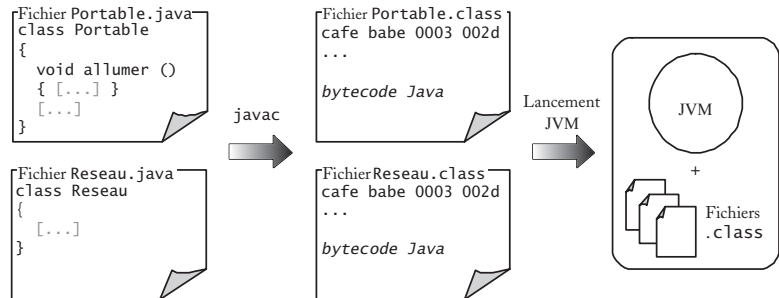 Fichier Portable.java
class Portable
{
void allumer ()
{ [...] }
[...]
}
Fichier Reseau.java
class Reseau
{
[...]
}
javac
Fichier Portable.class
cafe babe 0003 002d
...
bytecode Java
Fichier Reseau.class
cafe babe 0003 002d
...
bytecode Java
Lancement
JVM
JVM
+
Fichiers
.class